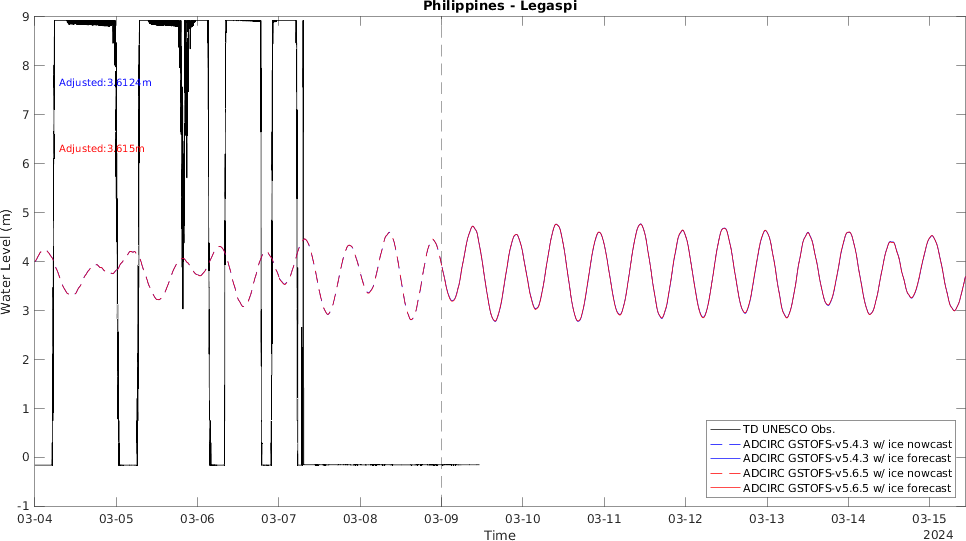 Philippines - Legaspi
9
8
7
6
5
4
3
2
1
0
-1
Water Level (m)
Adjusted:3.6124m
Adjusted:3.615m
TD UNESCO Obs.
ADCIRC GSTOFS-v5.4.3 w/ ice nowcast
ADCIRC GSTOFS-v5.4.3 w/ ice forecast
ADCIRC GSTOFS-v5.6.5 w/ ice nowcast
ADCIRC GSTOFS-v5.6.5 w/ ice forecast
03-04 03-05 03-06 03-07 03-08 03-09 03-10 03-11 03-12 03-13 03-14 03-15
Time
2024